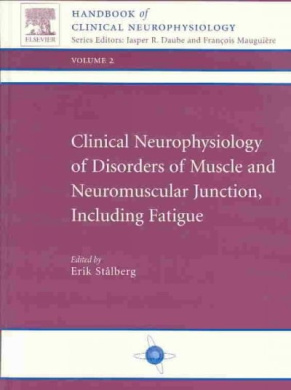 HANDBOOK of
CLINICAL NEUROPHYSIOLOGY
ELSEVIER
Series Editors: Jasper R. Daube and François Mauguière
VOLUME 2
Clinical Neurophysiology
of Disorders of Muscle and
Neuromuscular Junction,
Including Fatigue
Edited by
Erik Stålberg